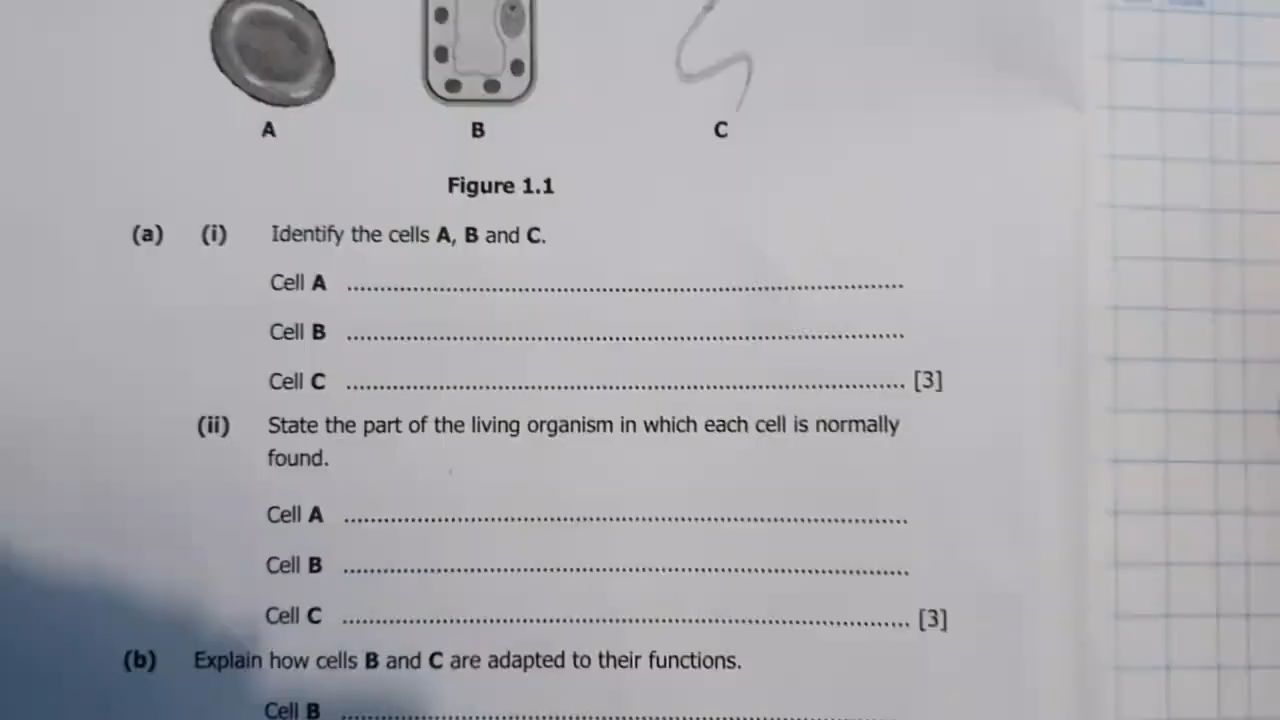 A B C
Figure 1.1
(a) (i) Identify the cells A, B and C.
Cell A ................................................................
Cell B ................................................................
Cell C ................................................................ [3]
(ii) State the part of the living organism in which each cell is normally
found.
Cell A ................................................................
Cell B ................................................................
Cell C ................................................................ [3]
(b) Explain how cells B and C are adapted to their functions.
Cell B ................................................................